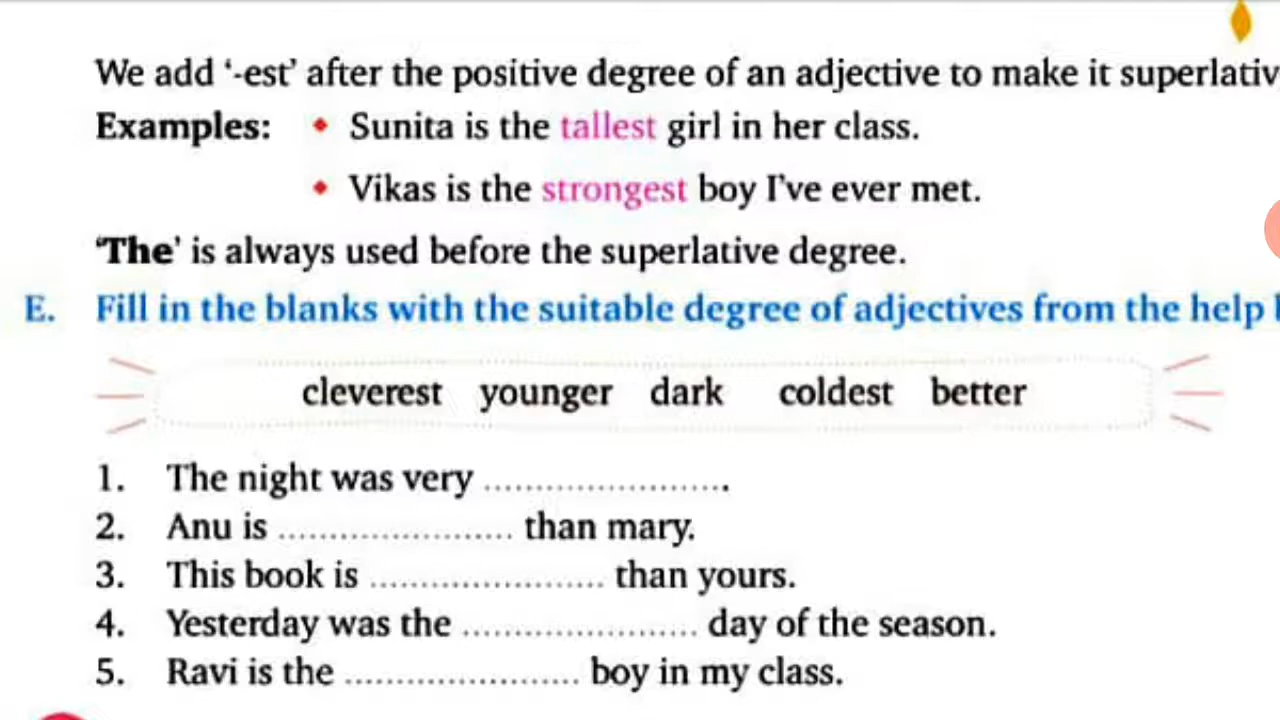 We add ‘-est’ after the positive degree of an adjective to make it superlativ
Examples: • Sunita is the tallest girl in her class.
• Vikas is the strongest boy I’ve ever met.
‘The’ is always used before the superlative degree.
E. Fill in the blanks with the suitable degree of adjectives from the help
cleverest younger dark coldest better
1. The night was very ........................
2. Anu is ....................... than mary.
3. This book is ....................... than yours.
4. Yesterday was the ....................... day of the season.
5. Ravi is the ....................... boy in my class.